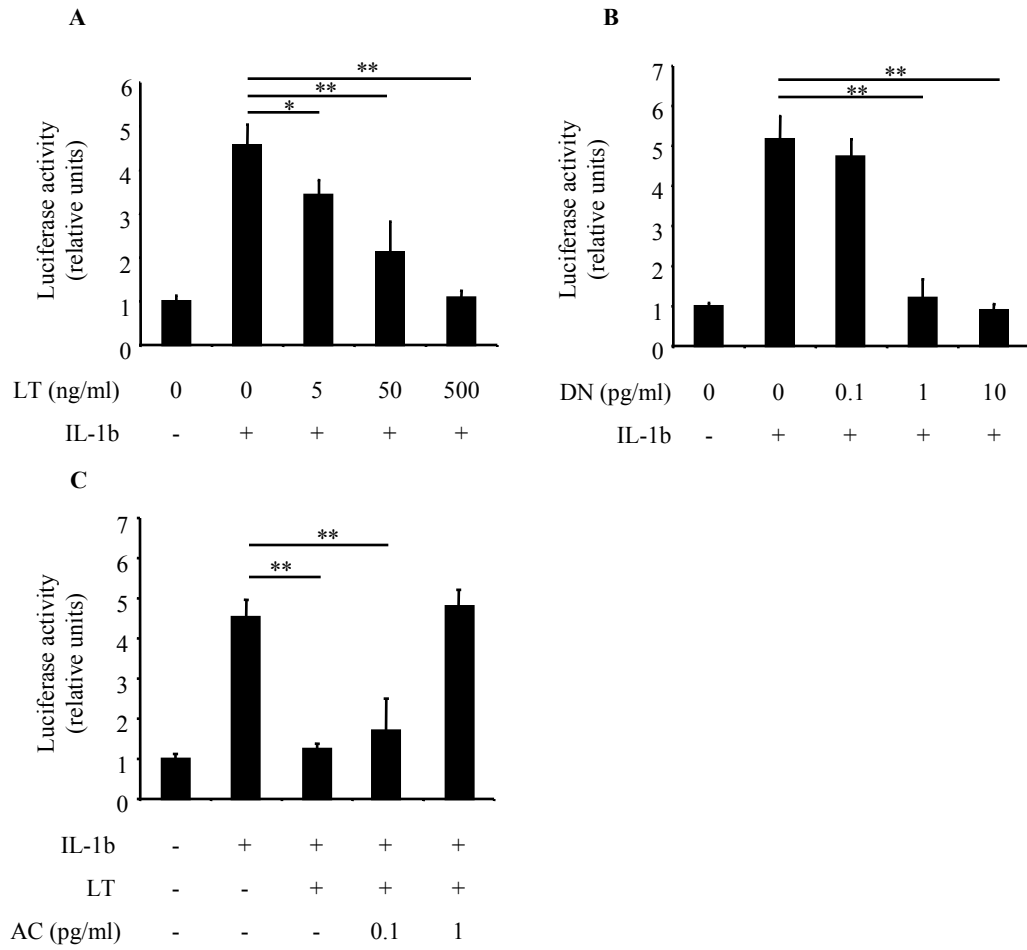 A
Luciferase activity
(relative units)
6
5
4
3
2
1
0
**
**
*
LT (ng/ml) 0 0 5 50 500
IL-1b - + + + +
B
Luciferase activity
(relative units)
7
6
5
4
3
2
1
0
**
**
DN (pg/ml) 0 0 0.1 1 10
IL-1b - + + + +
C
Luciferase activity
(relative units)
7
6
5
4
3
2
1
0
**
**
IL-1b - + + + +
LT - - + + +
AC (pg/ml) - - - 0.1 1